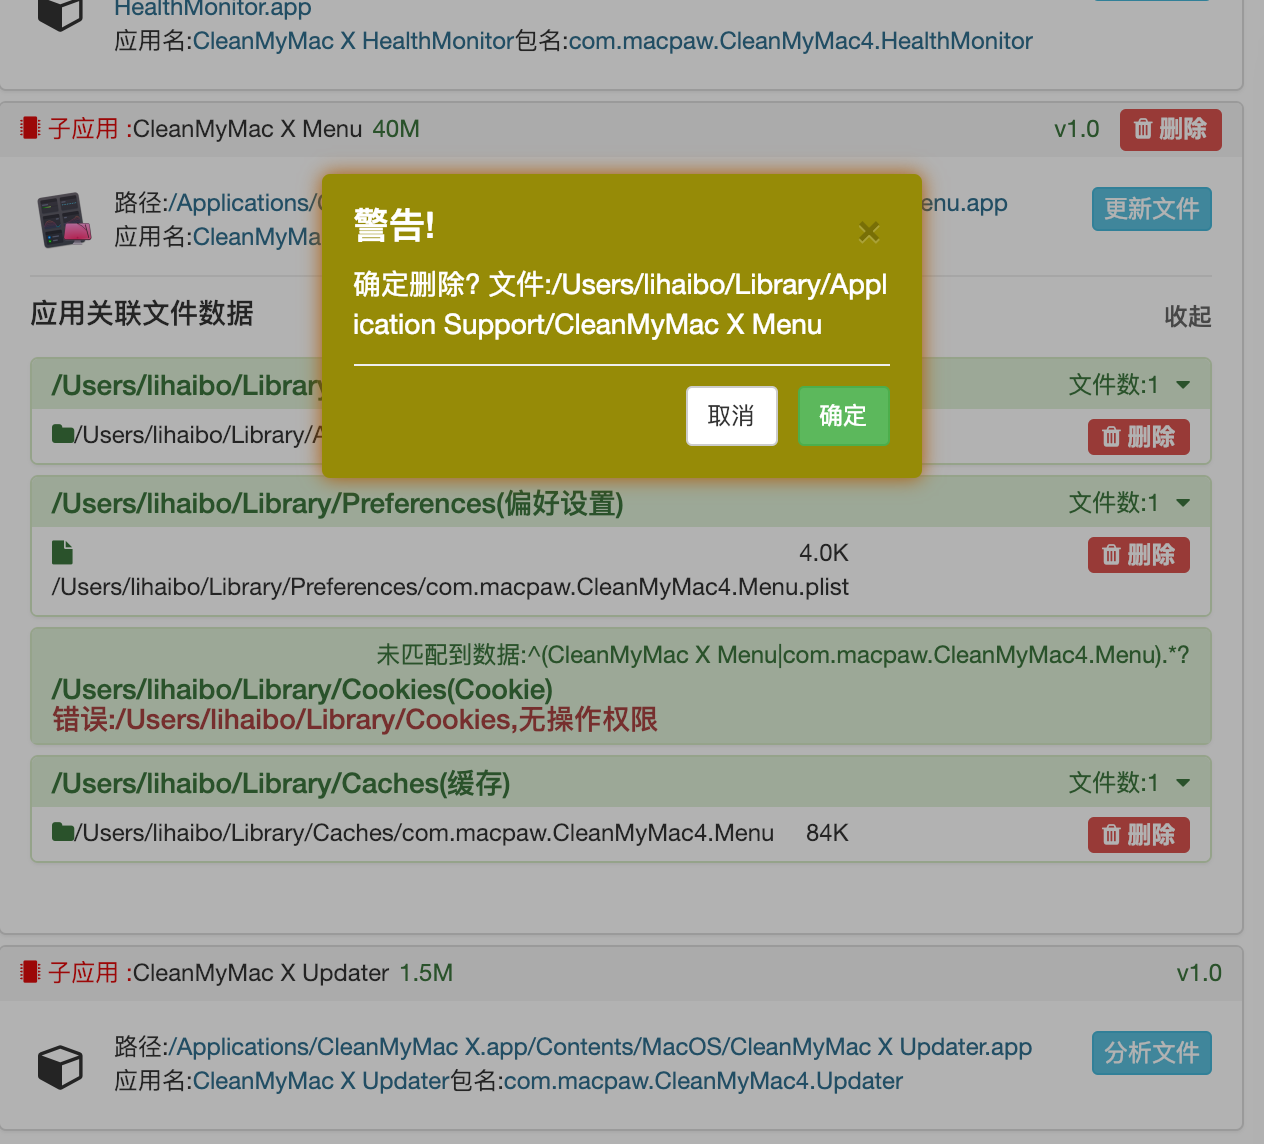 HealthMonitor.app
应用名:CleanMyMac X HealthMonitor包名:com.macpaw.CleanMyMac4.HealthMonitor
子应用 :CleanMyMac X Menu 40M v1.0 删除
路径:/Applications/ enu.app 更新文件
应用名:CleanMyMa
警告!
×
确定删除? 文件:/Users/lihaibo/Library/Appl
ication Support/CleanMyMac X Menu
取消 确定
应用关联文件数据 收起
/Users/lihaibo/Library 文件数:1
/Users/lihaibo/Library/A 删除
/Users/lihaibo/Library/Preferences(偏好设置) 文件数:1
4.0K 删除
/Users/lihaibo/Library/Preferences/com.macpaw.CleanMyMac4.Menu.plist
未匹配到数据:^(CleanMyMac X Menu|com.macpaw.CleanMyMac4.Menu).*?
/Users/lihaibo/Library/Cookies(Cookie)
错误:/Users/lihaibo/Library/Cookies,无操作权限
/Users/lihaibo/Library/Caches(缓存) 文件数:1
/Users/lihaibo/Library/Caches/com.macpaw.CleanMyMac4.Menu 84K 删除
子应用 :CleanMyMac X Updater 1.5M v1.0
路径:/Applications/CleanMyMac X.app/Contents/MacOS/CleanMyMac X Updater.app 分析文件
应用名:CleanMyMac X Updater包名:com.macpaw.CleanMyMac4.Updater